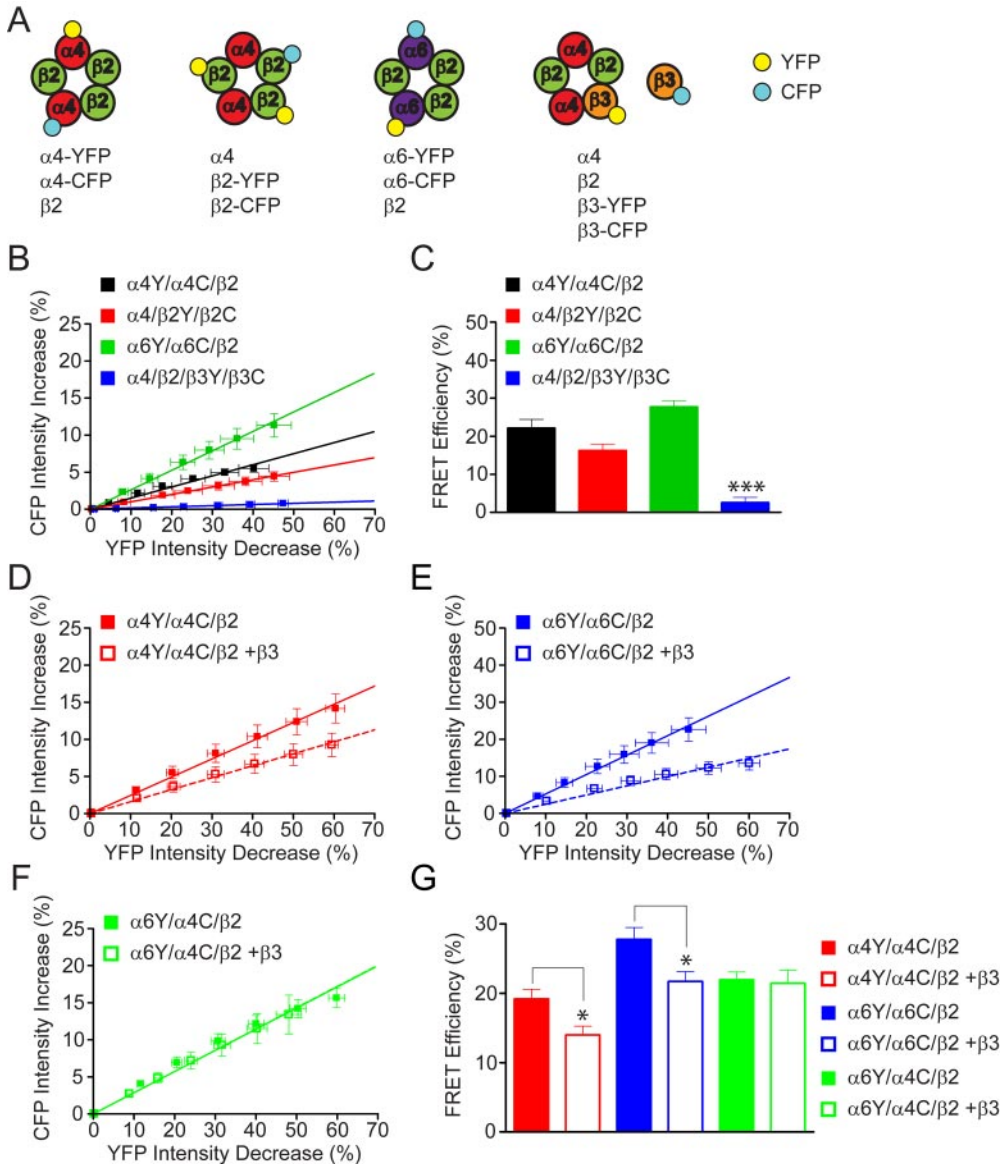 A
α4
β2
β2
α4
β2
α4
β2
β2
α4
β2
α6
β2
β2
α6
β2
α4
β2
β2
α4
β3
β3
YFP
CFP
α4-YFP
α4-CFP
β2
α4
β2-YFP
β2-CFP
α6-YFP
α6-CFP
β2
α4
β2
β3-YFP
β3-CFP
B
α4Y/α4C/β2
α4/β2Y/β2C
α6Y/α6C/β2
α4/β2/β3Y/β3C
CFP Intensity Increase (%)
25
20
15
10
5
0
0 10 20 30 40 50 60 70
YFP Intensity Decrease (%)
C
α4Y/α4C/β2
α4/β2Y/β2C
α6Y/α6C/β2
α4/β2/β3Y/β3C
FRET Efficiency (%)
50
40
30
20
10
0
***
D
α4Y/α4C/β2
α4Y/α4C/β2 +β3
CFP Intensity Increase (%)
25
20
15
10
5
0
0 10 20 30 40 50 60 70
YFP Intensity Decrease (%)
E
α6Y/α6C/β2
α6Y/α6C/β2 +β3
CFP Intensity Increase (%)
50
40
30
20
10
0
0 10 20 30 40 50 60 70
YFP Intensity Decrease (%)
F
α6Y/α4C/β2
α6Y/α4C/β2 +β3
CFP Intensity Increase (%)
25
20
15
10
5
0
0 10 20 30 40 50 60 70
YFP Intensity Decrease (%)
G
FRET Efficiency (%)
30
20
10
0
*
*
α4Y/α4C/β2
α4Y/α4C/β2 +β3
α6Y/α6C/β2
α6Y/α6C/β2 +β3
α6Y/α4C/β2
α6Y/α4C/β2 +β3